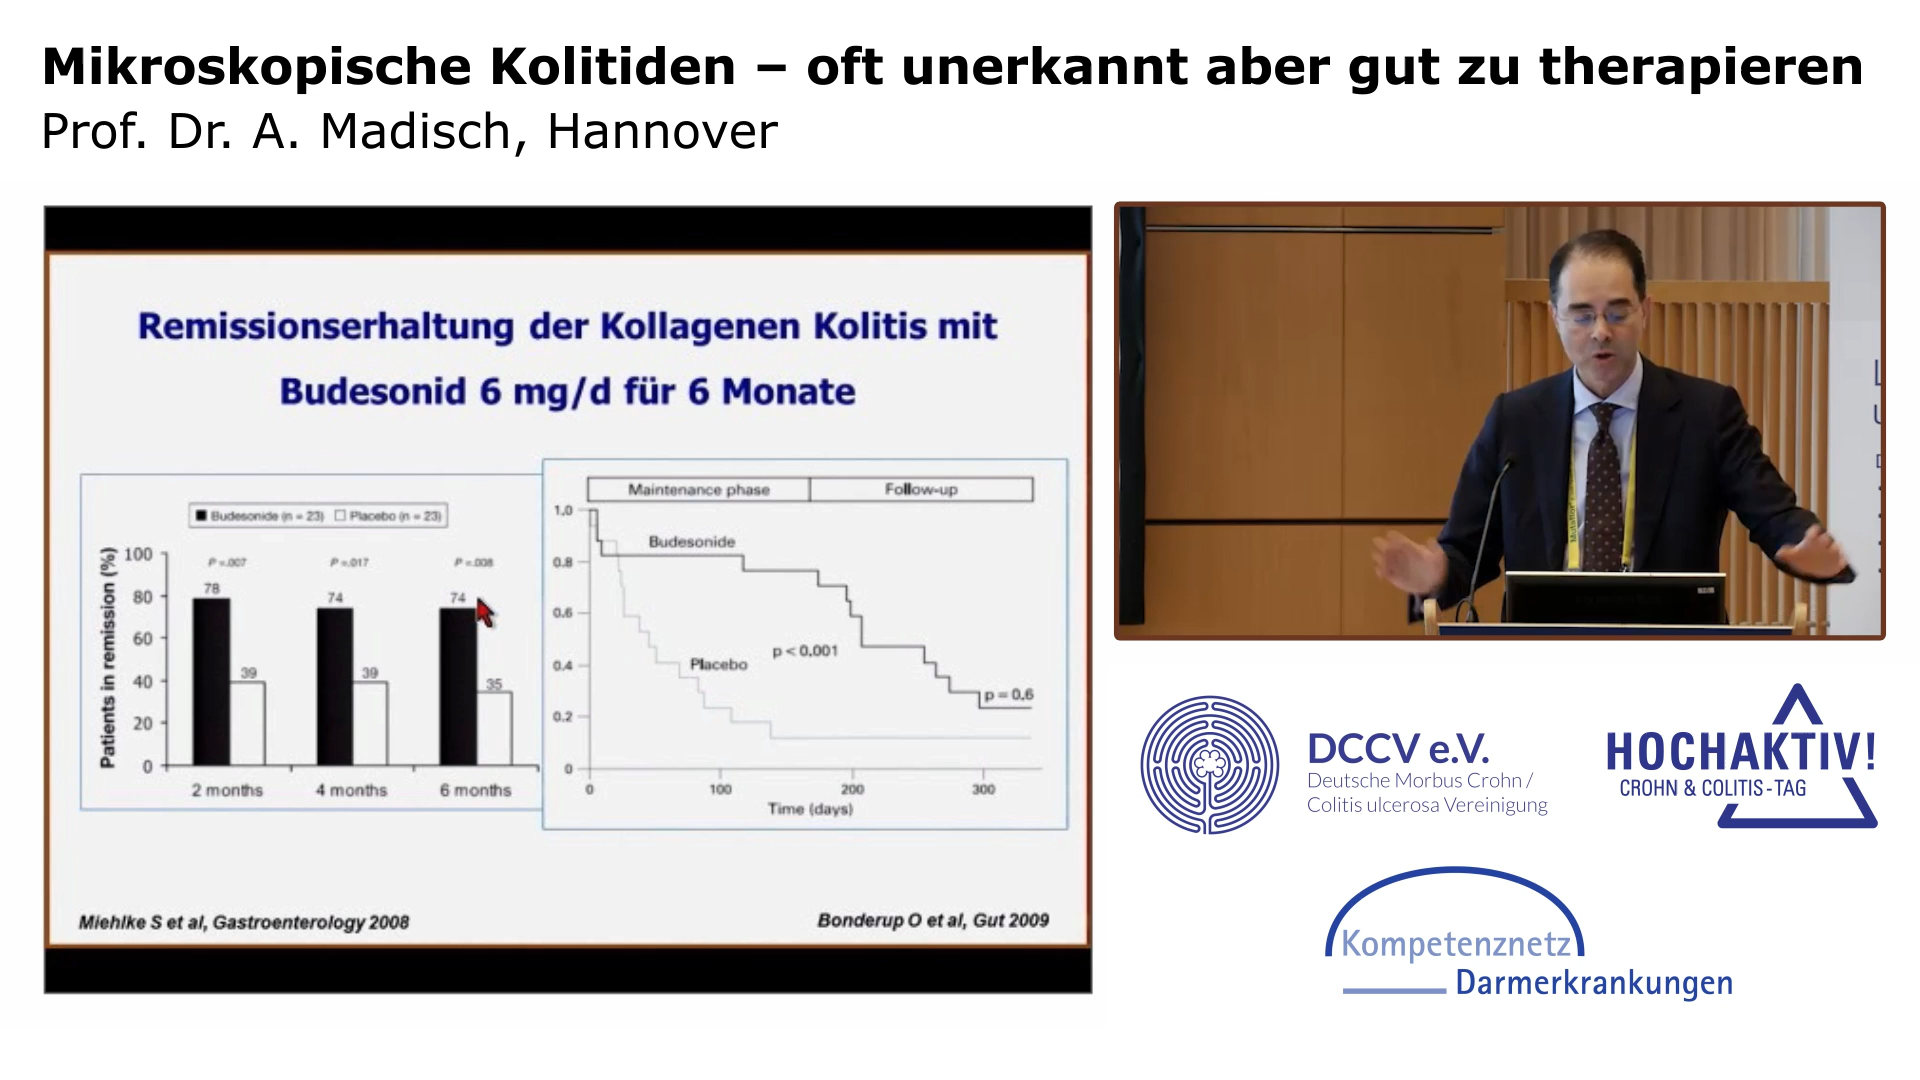 Mikroskopische Kolitiden – oft unerkannt aber gut zu therapieren
Prof. Dr. A. Madisch, Hannover
Remissionserhaltung der Kollagenen Kolitis mit
Budesonid 6 mg/d für 6 Monate
Budesonide (n = 23) Placebo (n = 23)
Patients in remission (%)
100
80
60
40
20
0
P =.007
P =.017
P =.008
78
39
74
39
74
35
2 months
4 months
6 months
Maintenance phase
Follow-up
1.0
0.8
0.6
0.4
0.2
0
Budesonide
Placebo
p < 0.001
p = 0.6
0
100
200
300
Time (days)
Miehlke S et al, Gastroenterology 2008
Bonderup O et al, Gut 2009
DCCV e.V.
Deutsche Morbus Crohn /
Colitis ulcerosa Vereinigung
HOCHAKTIV!
CROHN & COLITIS-TAG
Kompetenznetz
Darmerkrankungen